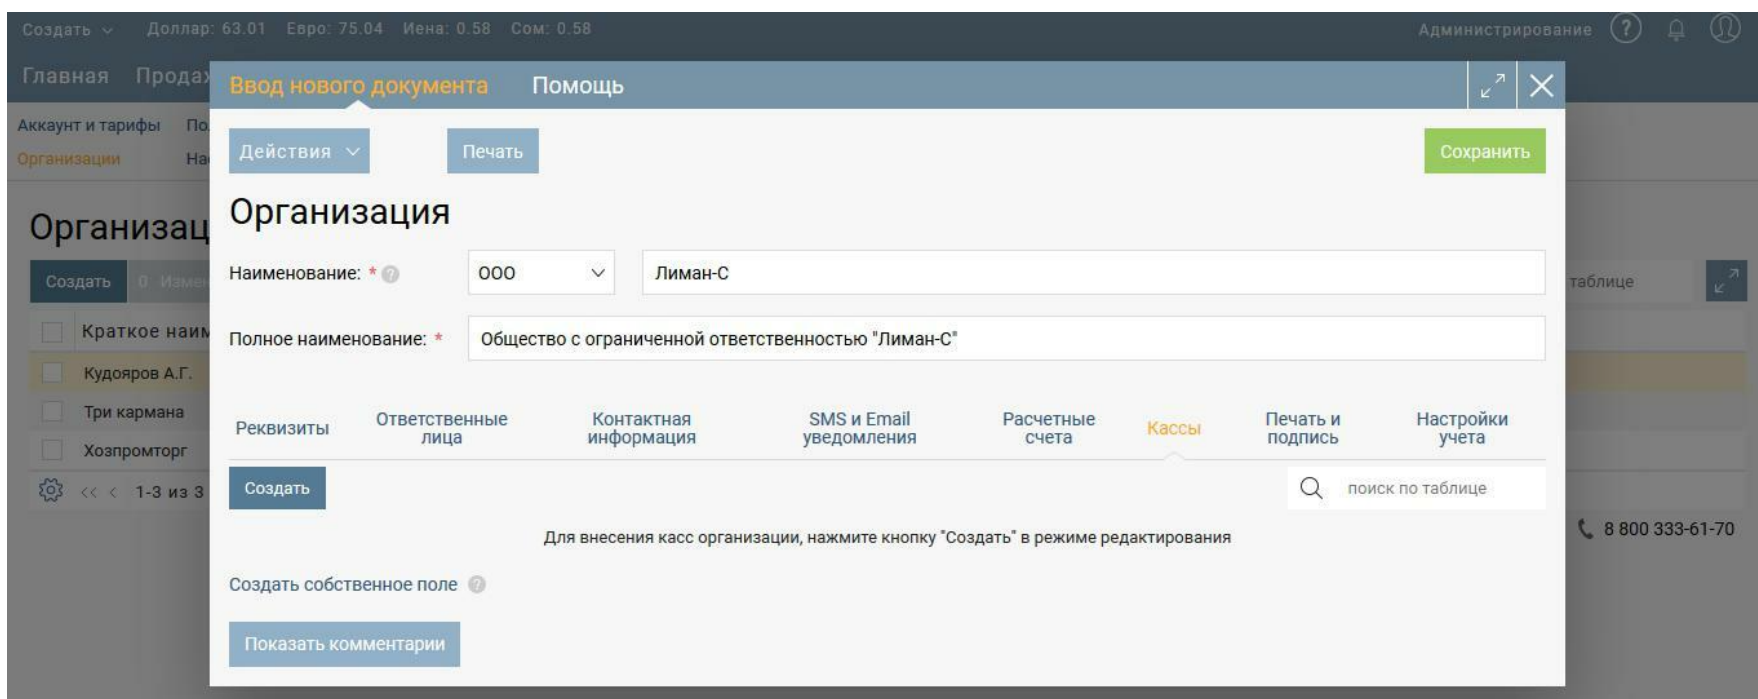 Создать Доллар: 63.01 Евро: 75.04 Иена: 0.58 Сом: 0.58 Администрирование ?
Главная
Ввод нового документа Помощь
Аккаунт и тарифы
Действия Печать Сохранить
Организации
Организация
Наименование: * ? ООО Лиман-С
Создать 0 таблице
Краткое
Полное наименование: * Общество с ограниченной ответственностью "Лиман-С"
Кудояров А.Г.
Три кармана
Хозпромторг
Реквизиты Ответственные лица Контактная информация SMS и Email уведомления Расчетные счета Кассы Печать и подпись Настройки учета
<< < 1-3 из 3
Создать поиск по таблице
Для внесения касс организации, нажмите кнопку "Создать" в режиме редактирования
8 800 333-61-70
Создать собственное поле ?
Показать комментарии